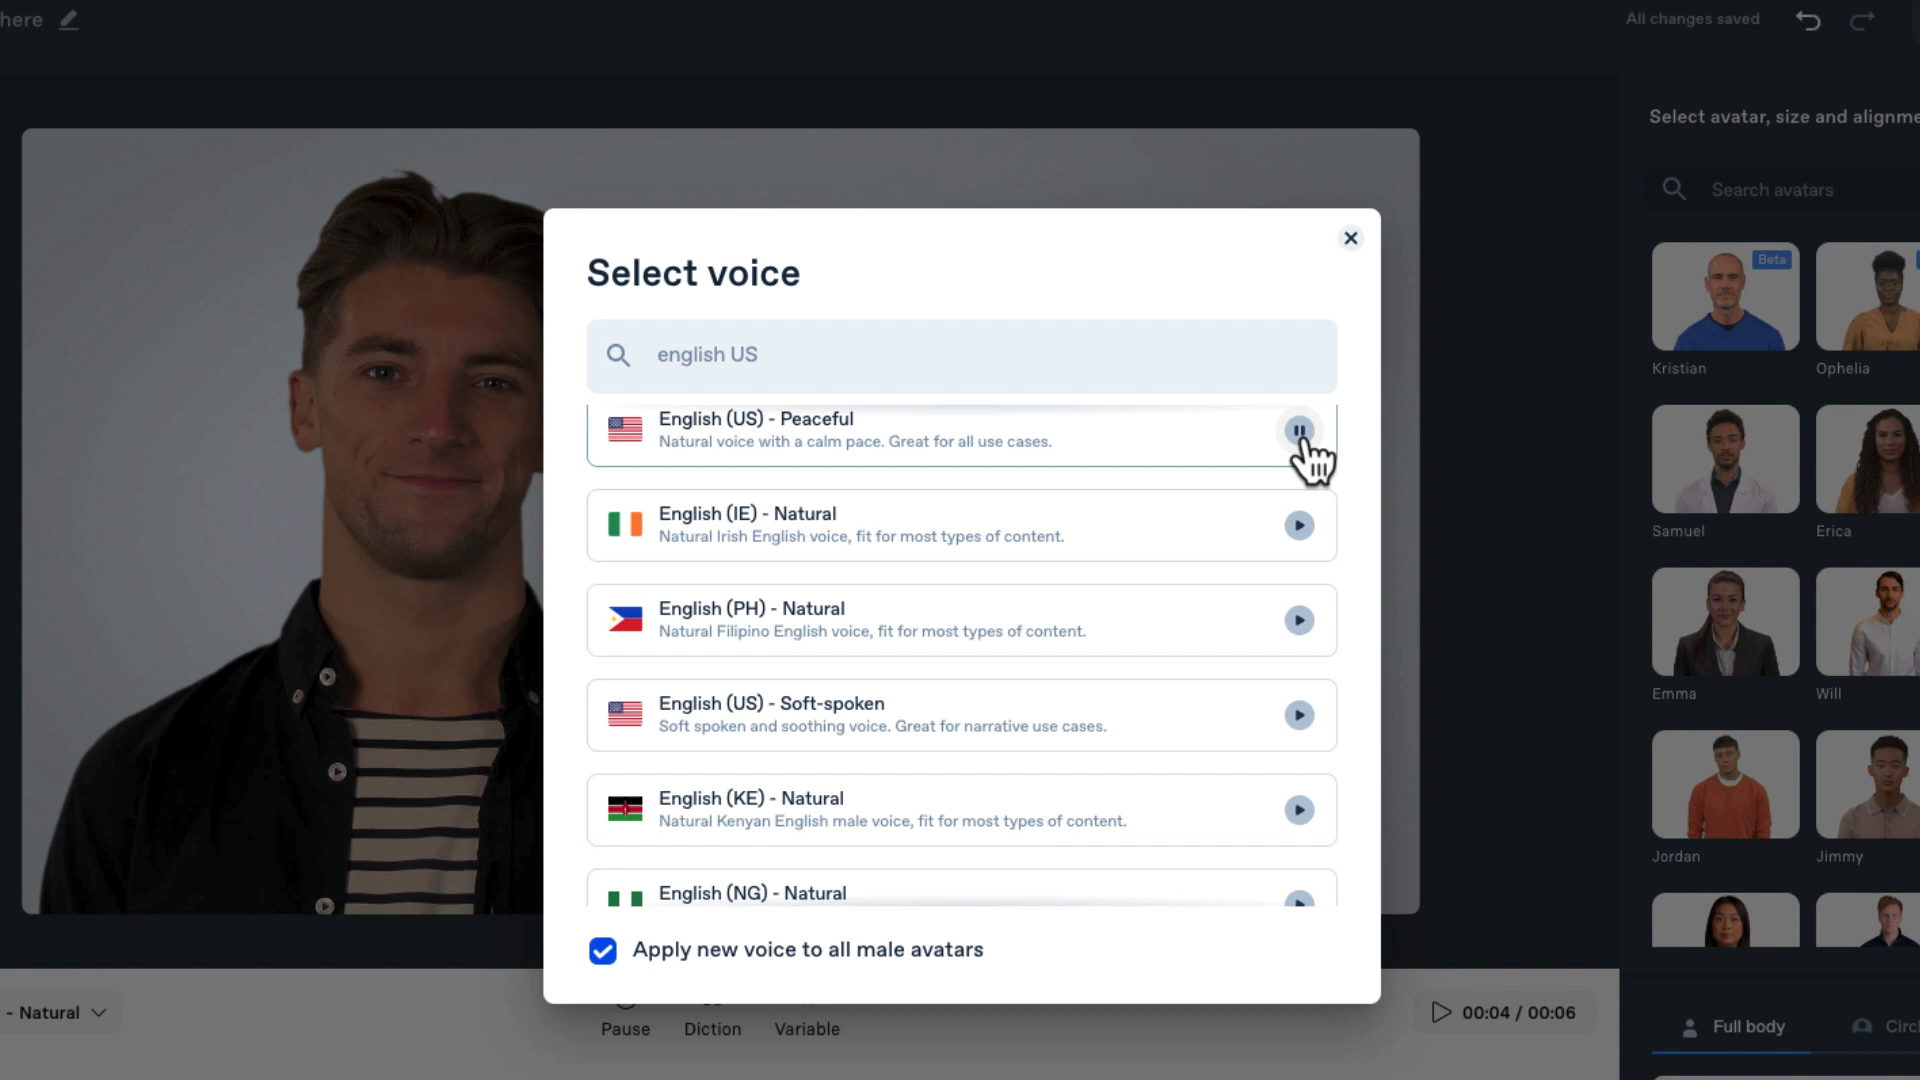 here
All changes saved
Select avatar, size and alignme
Search avatars
Beta
Kristian
Ophelia
Samuel
Erica
Emma
Will
Jordan
Jimmy
Select voice
english US
English (US) - Peaceful
Natural voice with a calm pace. Great for all use cases.
English (IE) - Natural
Natural Irish English voice, fit for most types of content.
English (PH) - Natural
Natural Filipino English voice, fit for most types of content.
English (US) - Soft-spoken
Soft spoken and soothing voice. Great for narrative use cases.
English (KE) - Natural
Natural Kenyan English male voice, fit for most types of content.
English (NG) - Natural
Apply new voice to all male avatars
- Natural
Pause
Diction
Variable
00:04 / 00:06
Full body
Circl